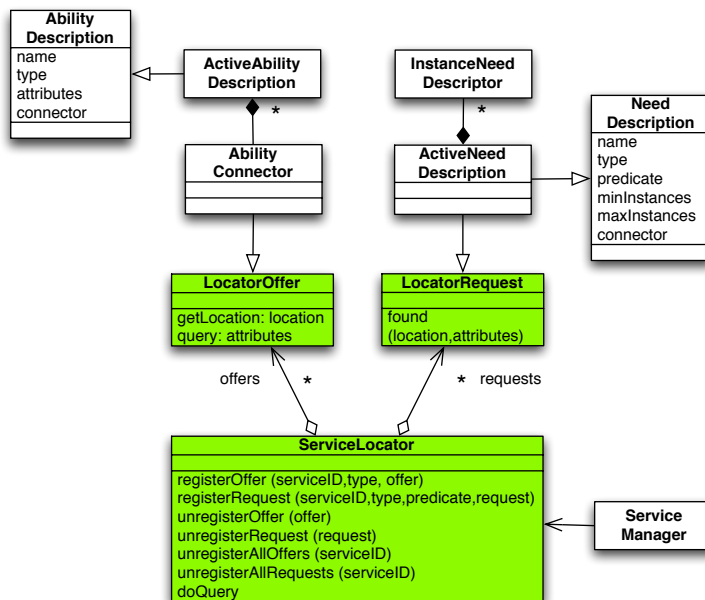 Ability
Description
name
type
attributes
connector
ActiveAbility
Description
*
InstanceNeed
Descriptor
*
Need
Description
name
type
predicate
minInstances
maxInstances
connector
Ability
Connector
ActiveNeed
Description
LocatorOffer
getLocation: location
query: attributes
LocatorRequest
found
(location,attributes)
offers *
* requests
ServiceLocator
registerOffer (serviceID,type, offer)
registerRequest (serviceID,type,predicate,request)
unregisterOffer (offer)
unregisterRequest (request)
unregisterAllOffers (serviceID)
unregisterAllRequests (serviceID)
doQuery
Service
Manager